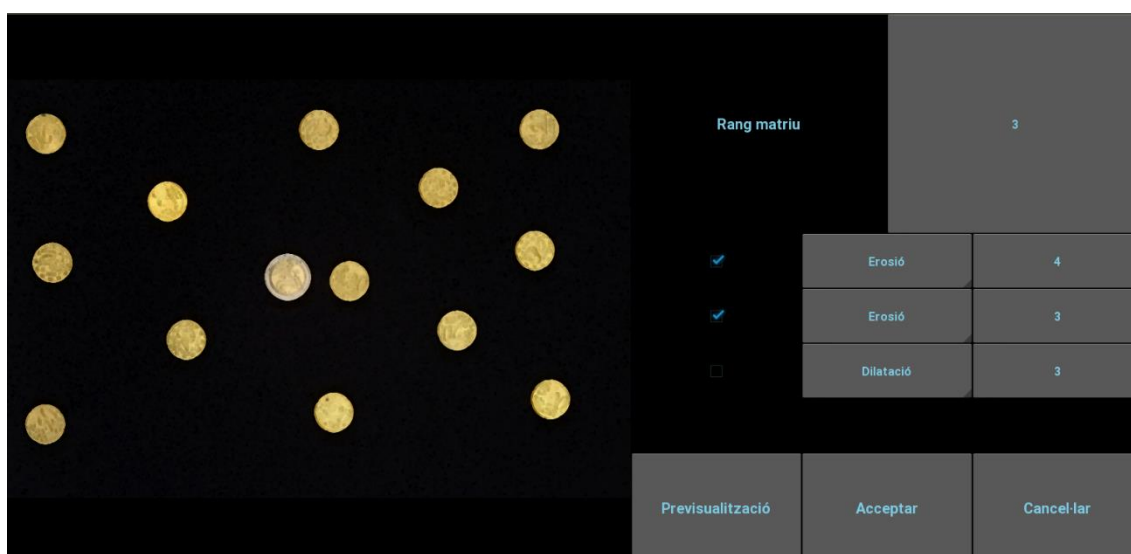 Rang matriu 3
Erosió 4
Erosió 3
Dilatació 3
Previsualització Acceptar Cancel·lar